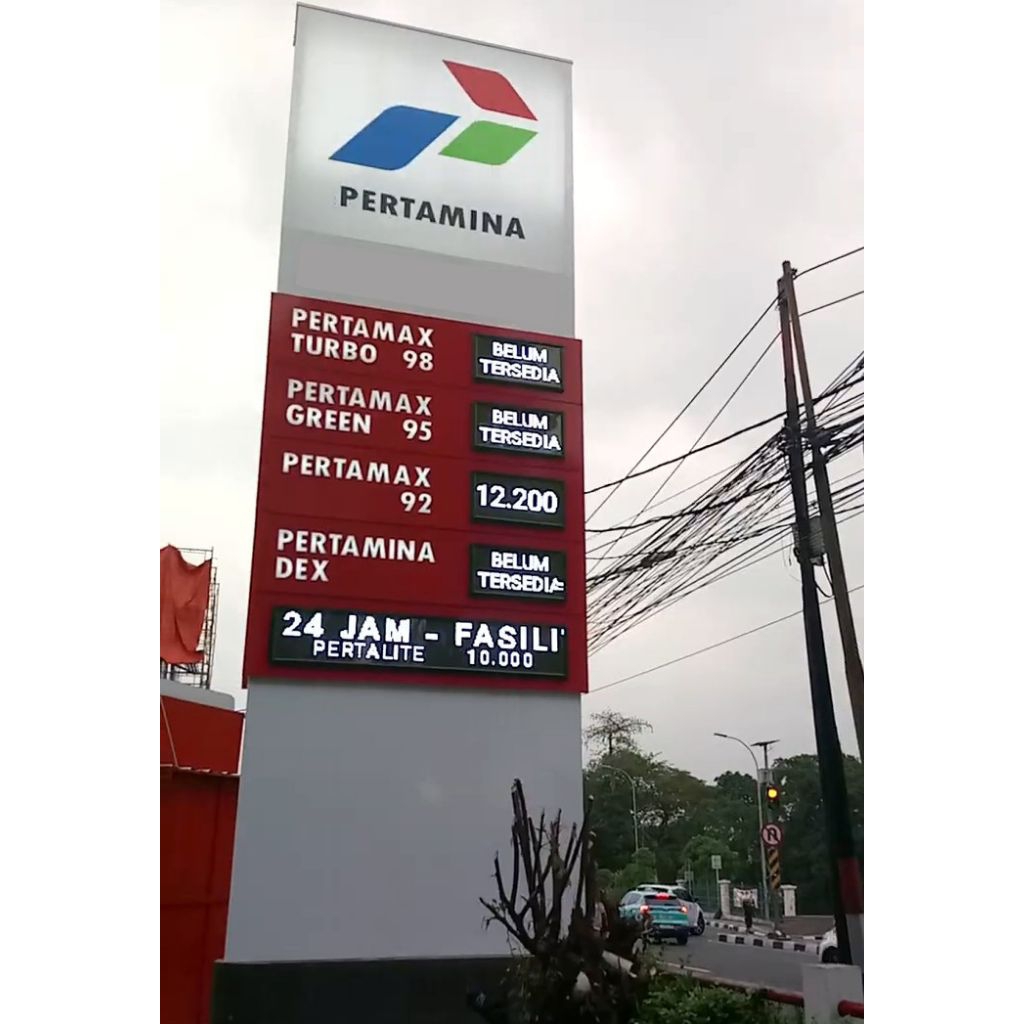 PERTAMINA
PERTAMAX
TURBO 98
BELUM
TERSEDIA
PERTAMAX
GREEN 95
BELUM
TERSEDIA
PERTAMAX
92
12.200
PERTAMINA
DEX
BELUM
TERSEDIA
24 JAM - FASILI
PERTALITE 10.000